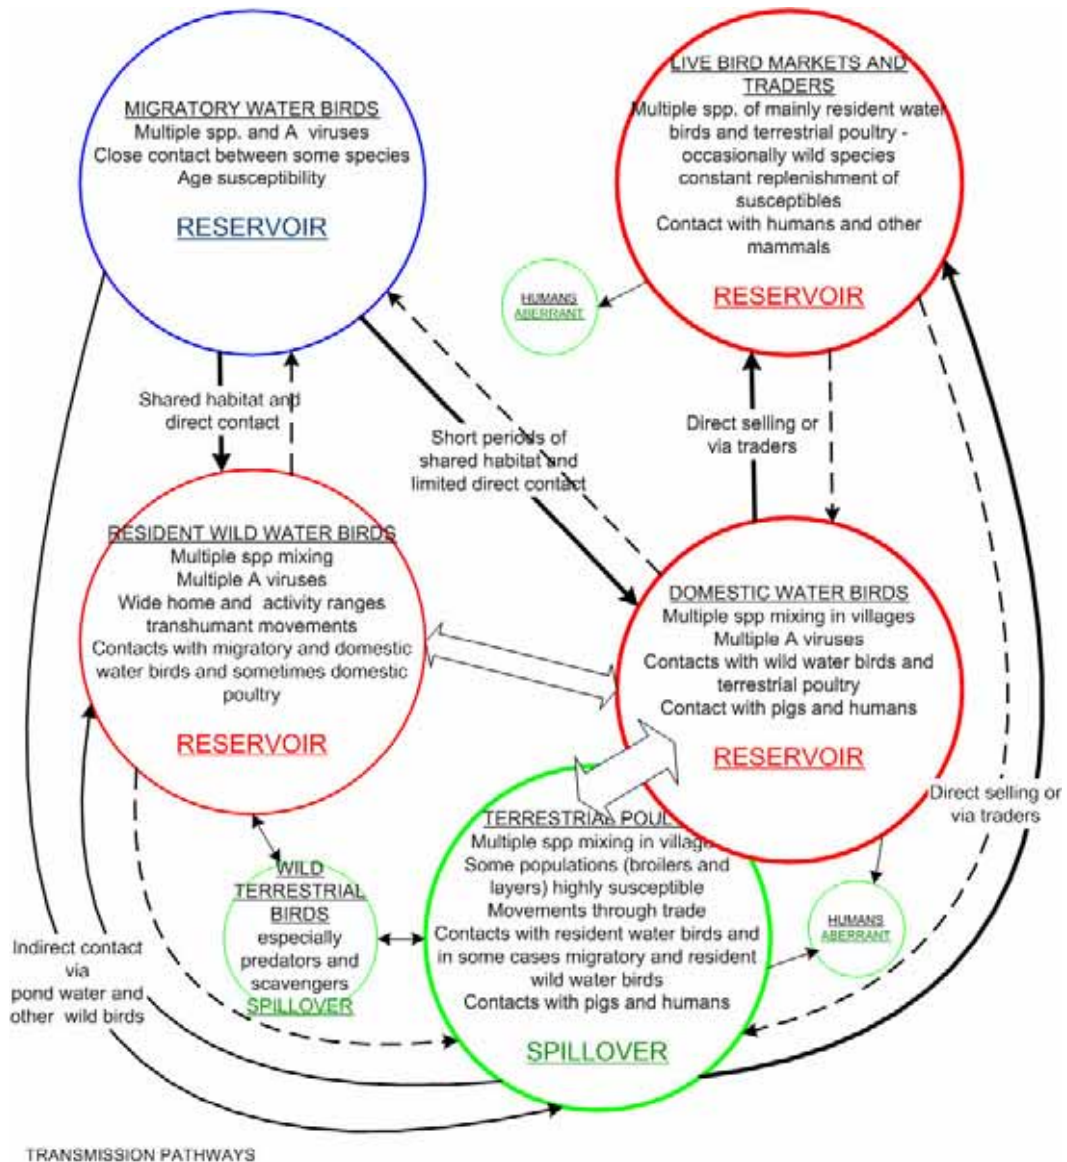 MIGRATORY WATER BIRDS
Multiple spp. and A viruses
Close contact between some species
Age susceptibility
RESERVOIR
LIVE BIRD MARKETS AND
TRADERS
Multiple spp. of mainly resident water
birds and terrestrial poultry -
occasionally wild species
constant replenishment of
susceptibles
Contact with humans and other
mammals
RESERVOIR
HUMANS
ABERRANT
Shared habitat and
direct contact
Short periods of
shared habitat and
limited direct contact
Direct selling or
via traders
RESIDENT WILD WATER BIRDS
Multiple spp mixing
Multiple A viruses
Wide home and activity ranges
transhumant movements
Contacts with migratory and domestic
water birds and sometimes domestic
poultry
RESERVOIR
DOMESTIC WATER BIRDS
Multiple spp mixing in villages
Multiple A viruses
Contacts with wild water birds and
terrestrial poultry
Contact with pigs and humans
RESERVOIR
Direct selling or
via traders
TERRESTRIAL POUL
Multiple spp mixing in village
Some populations (broilers and
layers) highly susceptible
Movements through trade
Contacts with resident water birds and
in some cases migratory and resident
wild water birds
Contacts with pigs and humans
SPILLOVER
WILD
TERRESTRIAL
BIRDS
especially
predators and
scavengers
SPILLOVER
HUMANS
ABERRANT
Indirect contact
via
pond water and
other wild birds
TRANSMISSION PATHWAYS